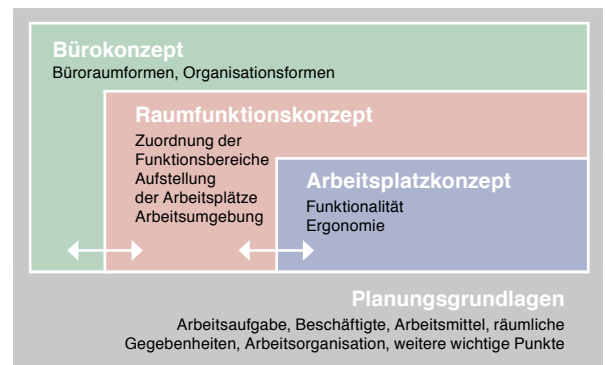 Bürokonzept
Büroraumformen, Organisationsformen
Raumfunktionskonzept
Zuordnung der
Funktionsbereiche
Aufstellung
der Arbeitsplätze
Arbeitsumgebung
Arbeitsplatzkonzept
Funktionalität
Ergonomie
Planungsgrundlagen
Arbeitsaufgabe, Beschäftigte, Arbeitsmittel, räumliche
Gegebenheiten, Arbeitsorganisation, weitere wichtige Punkte